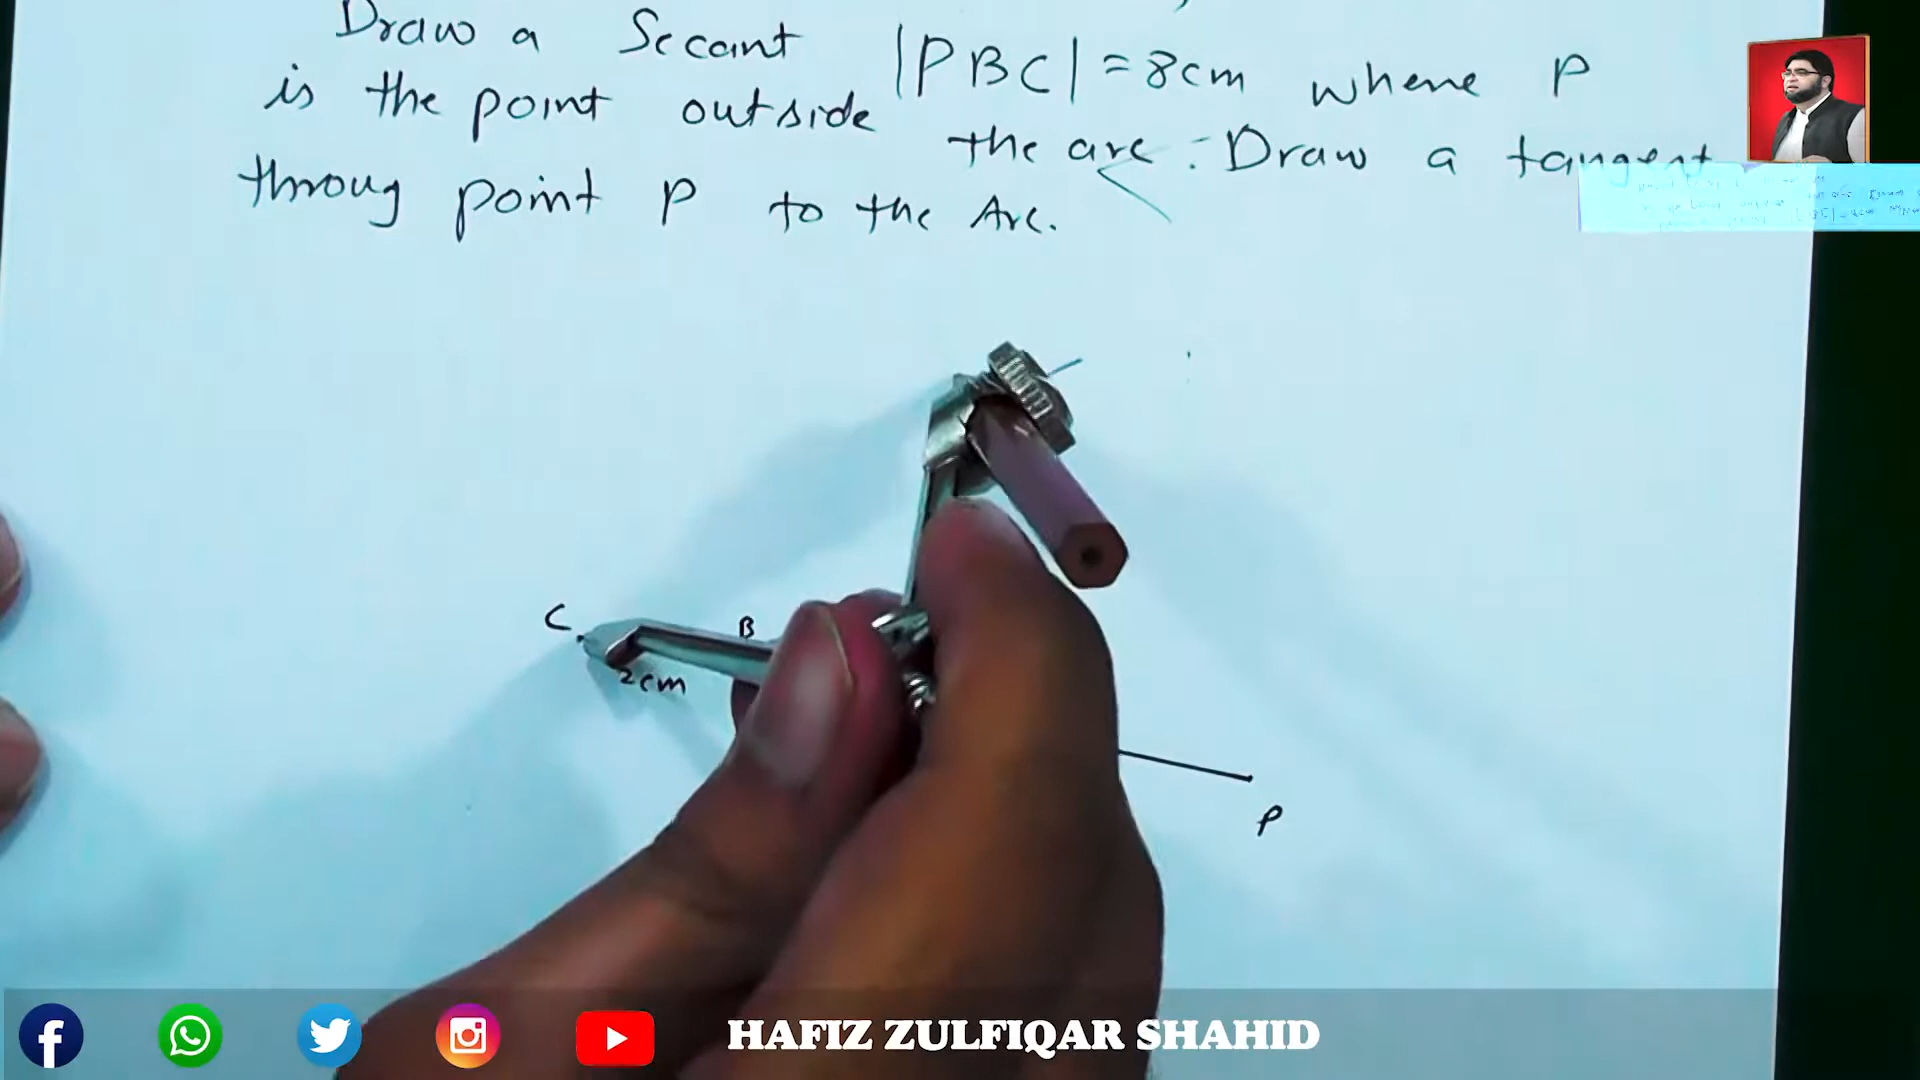 Draw a Secant |PBC| = 8cm where P
is the point outside the arc. Draw a tangent
throug point P to the Arc.
C
B
2cm
P
HAFIZ ZULFIQAR SHAHID